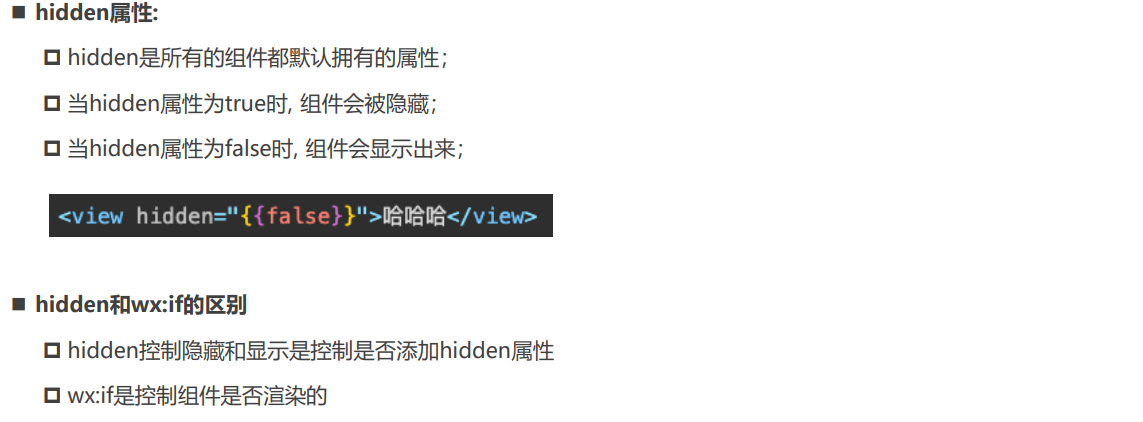 hidden属性:
hidden是所有的组件都默认拥有的属性；
当hidden属性为true时, 组件会被隐藏；
当hidden属性为false时, 组件会显示出来；
<view hidden="{{false}}">哈哈哈</view>
hidden和wx:if的区别
hidden控制隐藏和显示是控制是否添加hidden属性
wx:if是控制组件是否渲染的